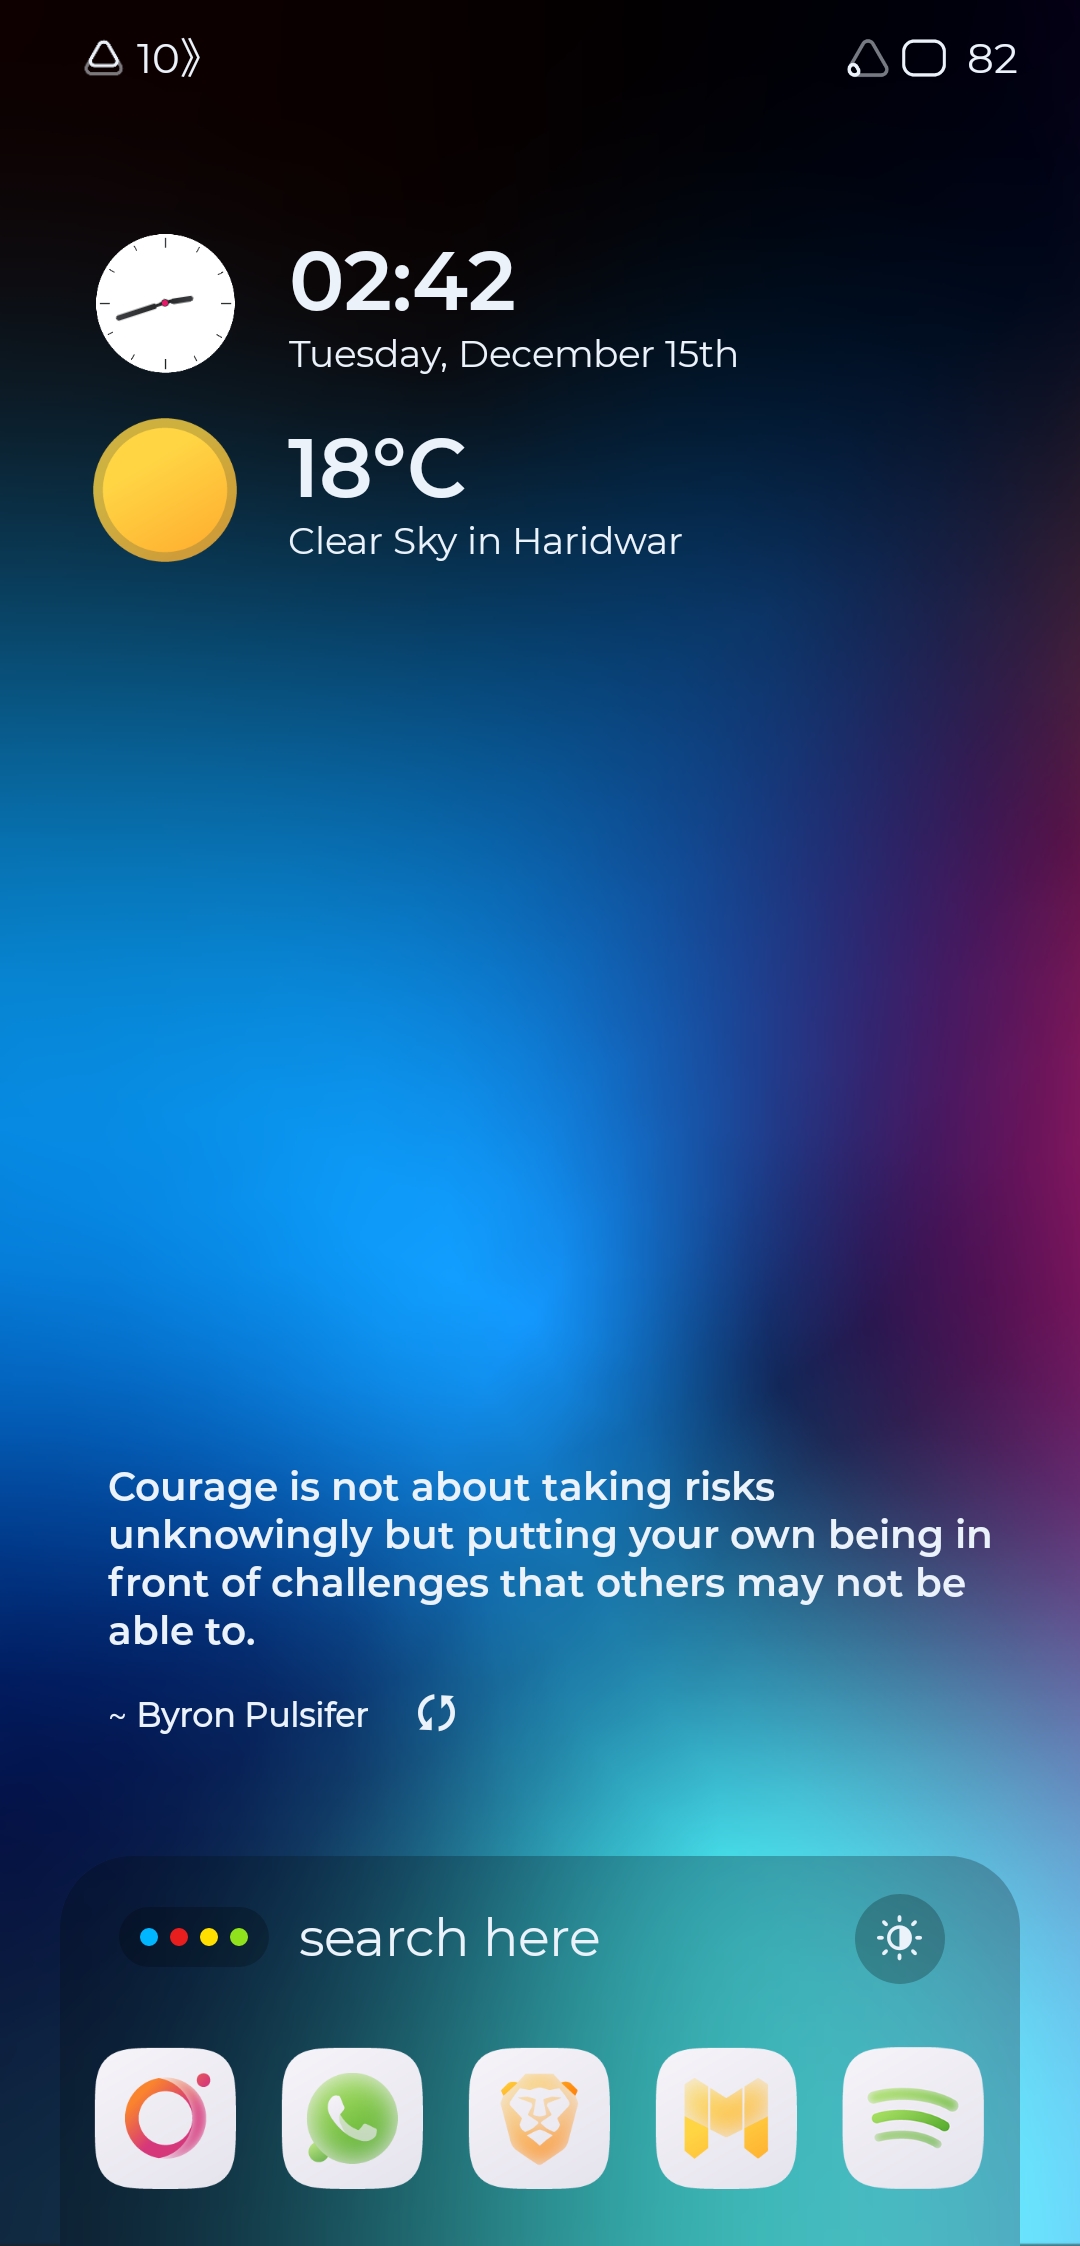 10
82
02:42
Tuesday, December 15th
18°C
Clear Sky in Haridwar
Courage is not about taking risks
unknowingly but putting your own being in
front of challenges that others may not be
able to.
~ Byron Pulsifer
search here